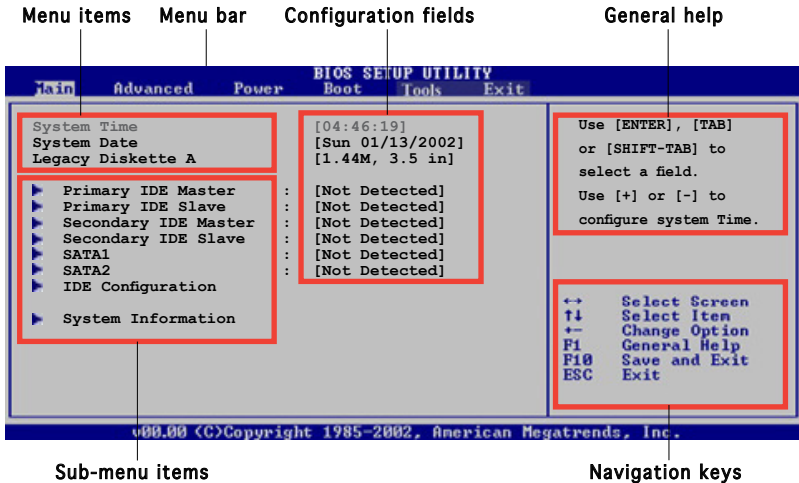 Menu items Menu bar Configuration fields General help
BIOS SETUP UTILITY
Main Advanced Power Boot Tools Exit
System Time [04:46:19]
System Date [Sun 01/13/2002]
Legacy Diskette A [1.44M, 3.5 in]
Primary IDE Master : [Not Detected]
Primary IDE Slave : [Not Detected]
Secondary IDE Master : [Not Detected]
Secondary IDE Slave : [Not Detected]
SATA1 : [Not Detected]
SATA2 : [Not Detected]
IDE Configuration
System Information
Use [ENTER], [TAB]
or [SHIFT-TAB] to
select a field.
Use [+] or [-] to
configure system Time.
↔ Select Screen
↑↓ Select Item
+- Change Option
F1 General Help
F10 Save and Exit
ESC Exit
v00.00 (C)Copyright 1985-2002, American Megatrends, Inc.
Sub-menu items Navigation keys